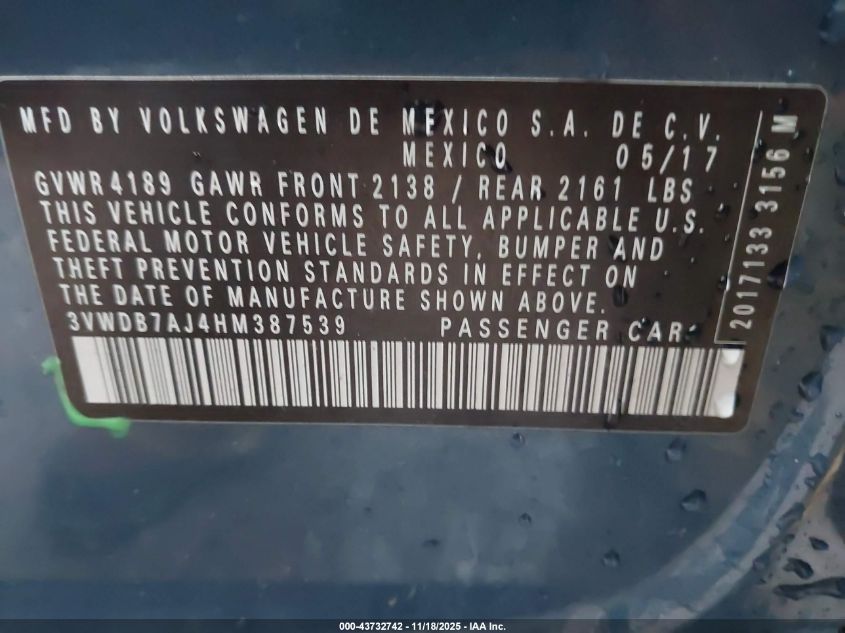 MFD BY VOLKSWAGEN DE MEXICO S.A. DE C.V.
MEXICO 05/17
GVWR 4189 GAWR FRONT 2138 / REAR 2161 LBS
THIS VEHICLE CONFORMS TO ALL APPLICABLE U.S.
FEDERAL MOTOR VEHICLE SAFETY, BUMPER AND
THEFT PREVENTION STANDARDS IN EFFECT ON
THE DATE OF MANUFACTURE SHOWN ABOVE.
3VWDB7AJ4HM387539 PASSENGER CAR
2017133 3156 M
000-43732742 - 11/18/2025 - IAA Inc.